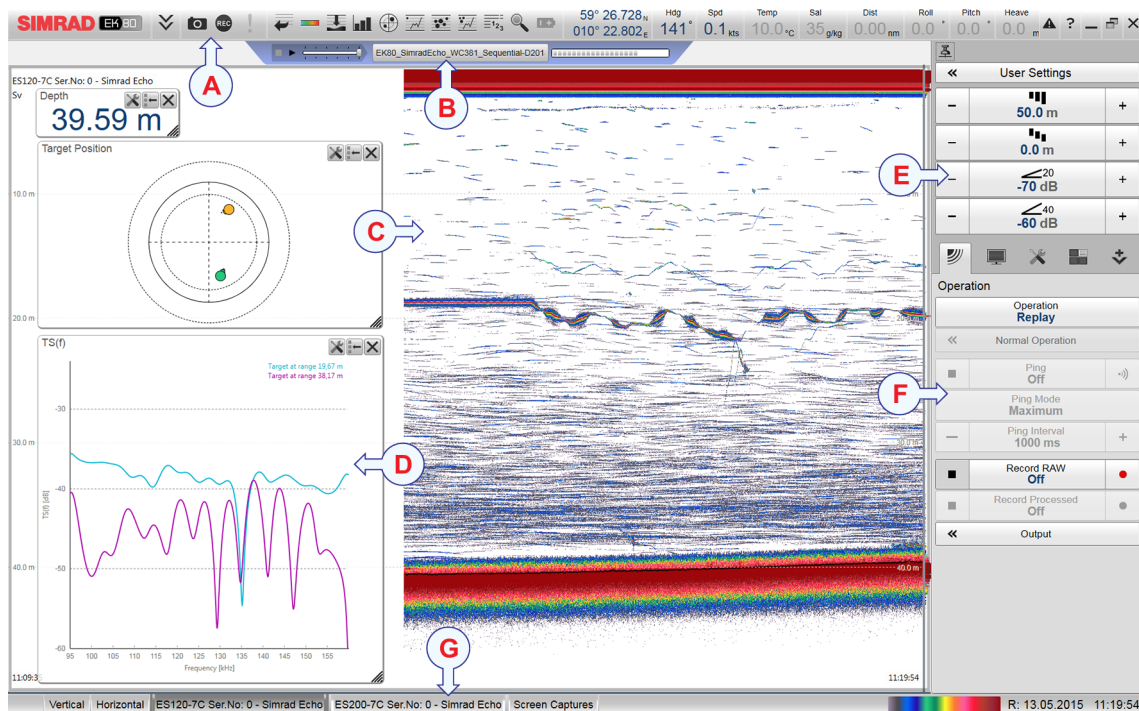 SIMRAD EK80
REC
1 2 3
59° 26.728 N
010° 22.802 E
Hdg
141°
Spd
0.1 kts
Temp
10.0 °C
Sal
35 g/kg
Dist
0.00 nm
Roll
0.0 °
Pitch
0.0 °
Heave
0.0 m
?
A
EK80_SimradEcho_WC381_Sequential-D201
B
ES120-7C Ser.No: 0 - Simrad Echo
Sv
Depth
39.59 m
Target Position
10.0 m
20.0 m
30.0 m
40.0 m
C
TS(f)
Target at range 19,67 m
Target at range 38,17 m
TS(f) [dB]
-30
-40
-50
-60
95 100 105 110 115 120 125 130 135 140 145 150 155
Frequency [kHz]
D
30.0 m
40.0 m
11:19:54
User Settings
50.0 m
0.0 m
20
-70 dB
40
-60 dB
E
Operation
Operation
Replay
Normal Operation
Ping
Off
Ping Mode
Maximum
Ping Interval
1000 ms
F
Record RAW
Off
Record Processed
Off
Output
G
Vertical
Horizontal
ES120-7C Ser.No: 0 - Simrad Echo
ES200-7C Ser.No: 0 - Simrad Echo
Screen Captures
R: 13.05.2015 11:19:54